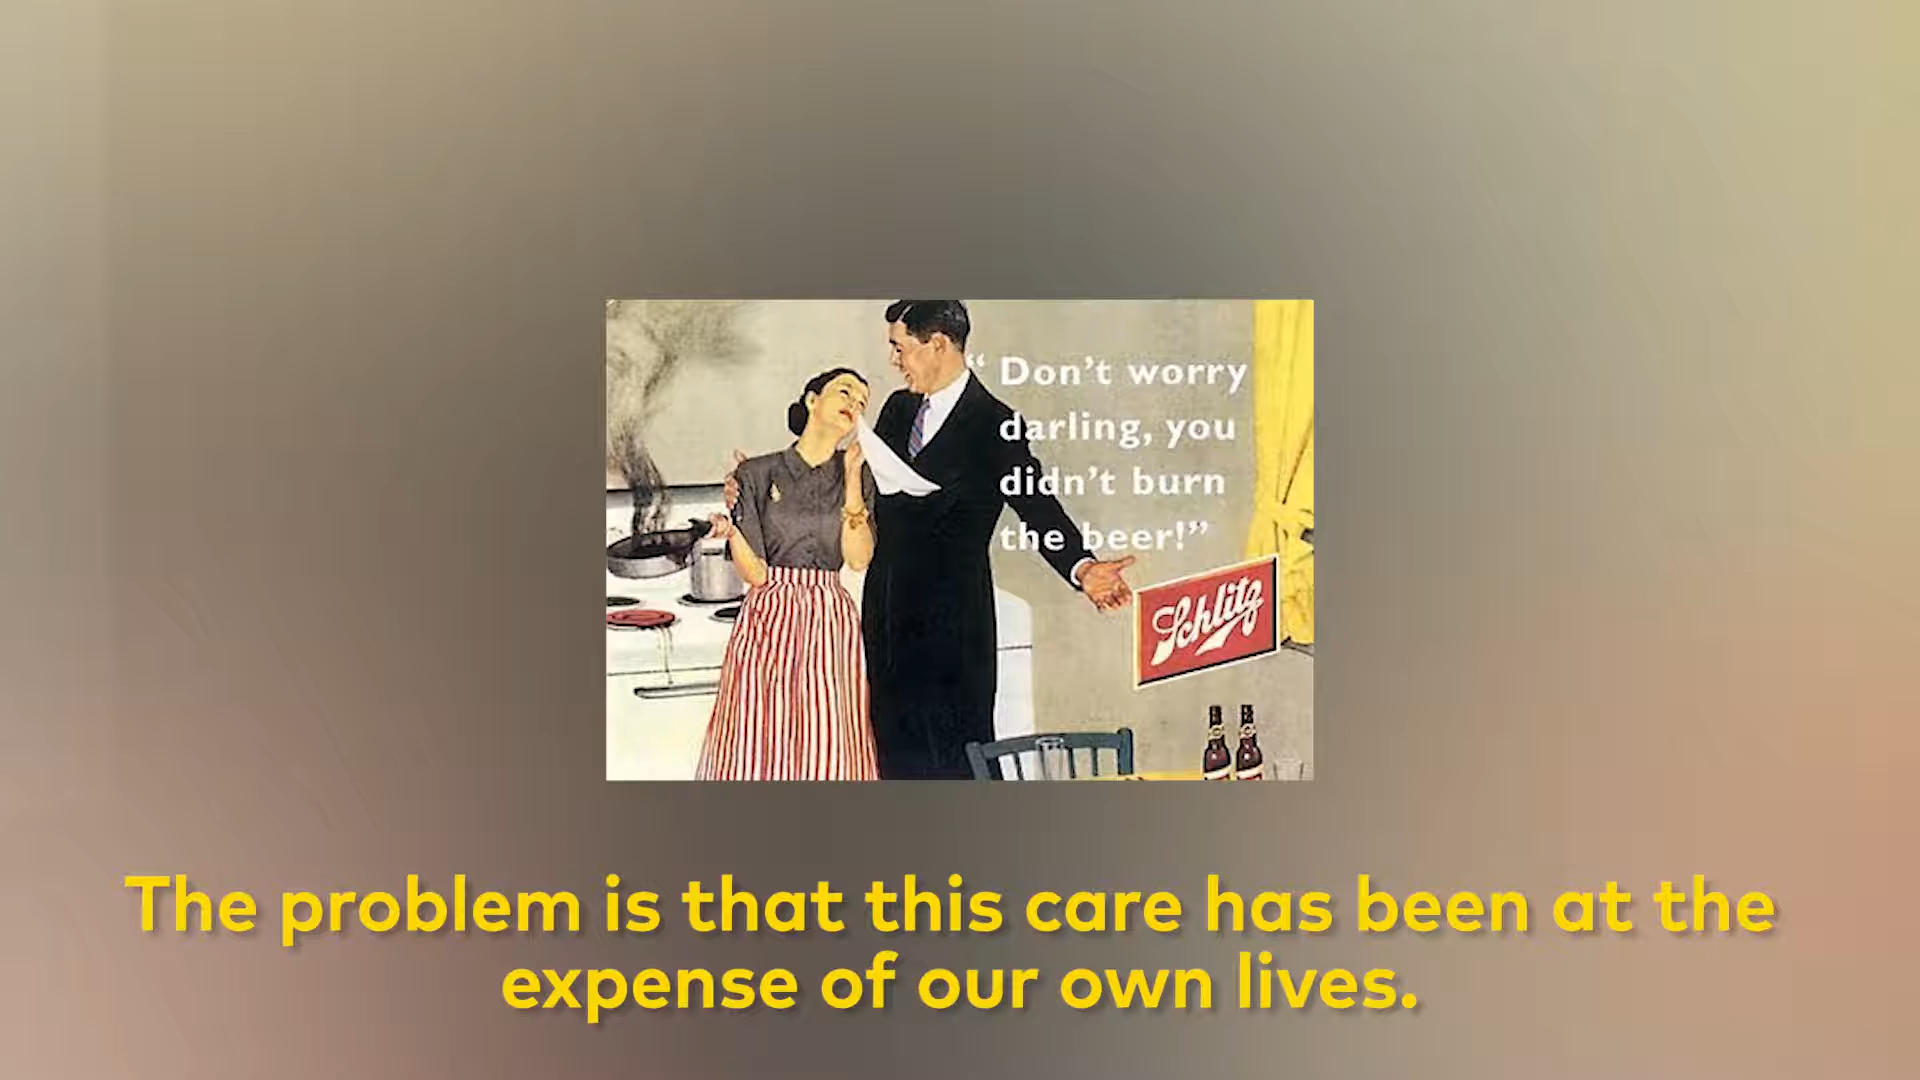 “ Don’t worry
darling, you
didn’t burn
the beer!”
Schlitz
The problem is that this care has been at the
expense of our own lives.